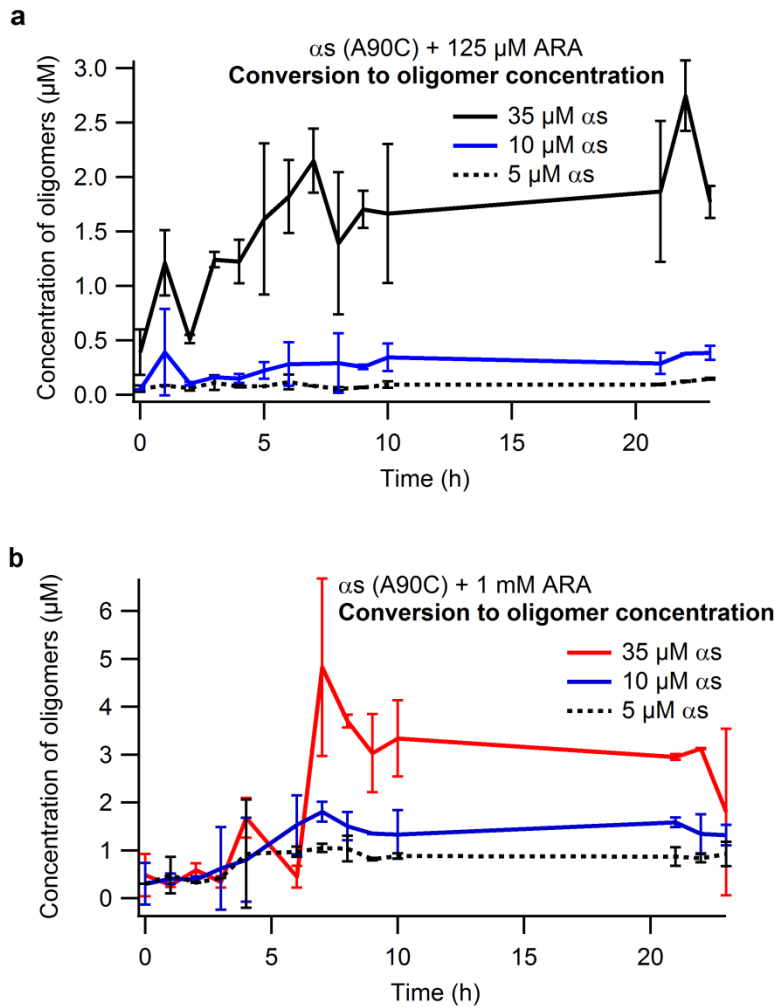 a
αs (A90C) + 125 µM ARA
Conversion to oligomer concentration
35 µM αs
10 µM αs
5 µM αs
Concentration of oligomers (µM)
3.0
2.5
2.0
1.5
1.0
0.5
0.0
0 5 10 15 20
Time (h)
b
αs (A90C) + 1 mM ARA
Conversion to oligomer concentration
35 µM αs
10 µM αs
5 µM αs
Concentration of oligomers (µM)
6
5
4
3
2
1
0
0 5 10 15 20
Time (h)